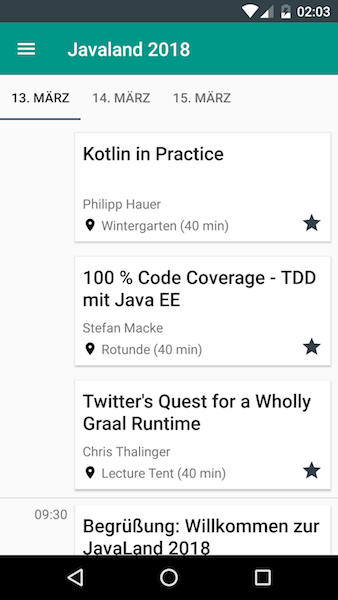 02:03
Javaland 2018
13. MÄRZ 14. MÄRZ 15. MÄRZ
Kotlin in Practice
Philipp Hauer
Wintergarten (40 min)
100 % Code Coverage - TDD
mit Java EE
Stefan Macke
Rotunde (40 min)
Twitter's Quest for a Wholly
Graal Runtime
Chris Thalinger
Lecture Tent (40 min)
09:30
Begrüßung: Willkommen zur
JavaLand 2018